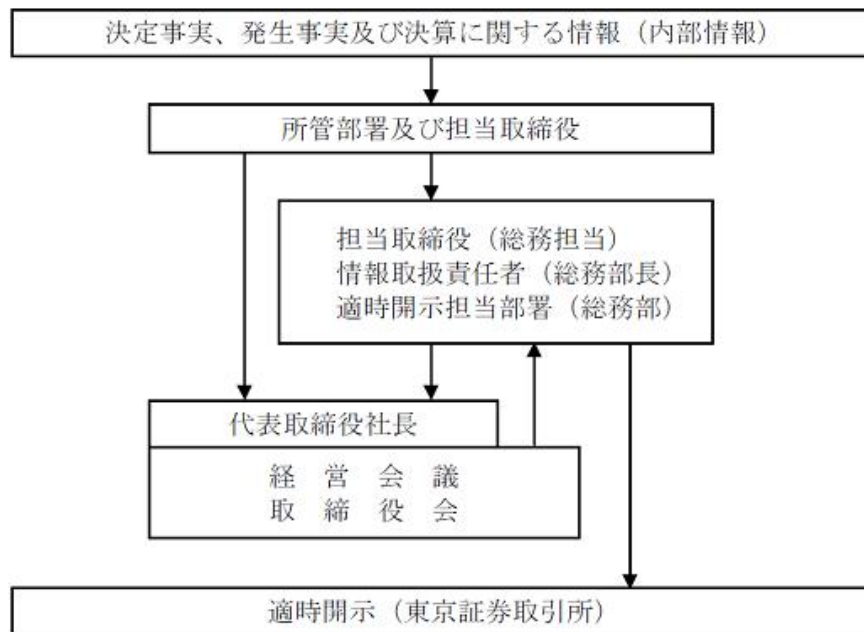 決定事実、発生事実及び決算に関する情報（内部情報）
所管部署及び担当取締役
担当取締役（総務担当）
情報取扱責任者（総務部長）
適時開示担当部署（総務部）
代表取締役社長
経　営　会　議
取　締　役　会
適時開示（東京証券取引所）